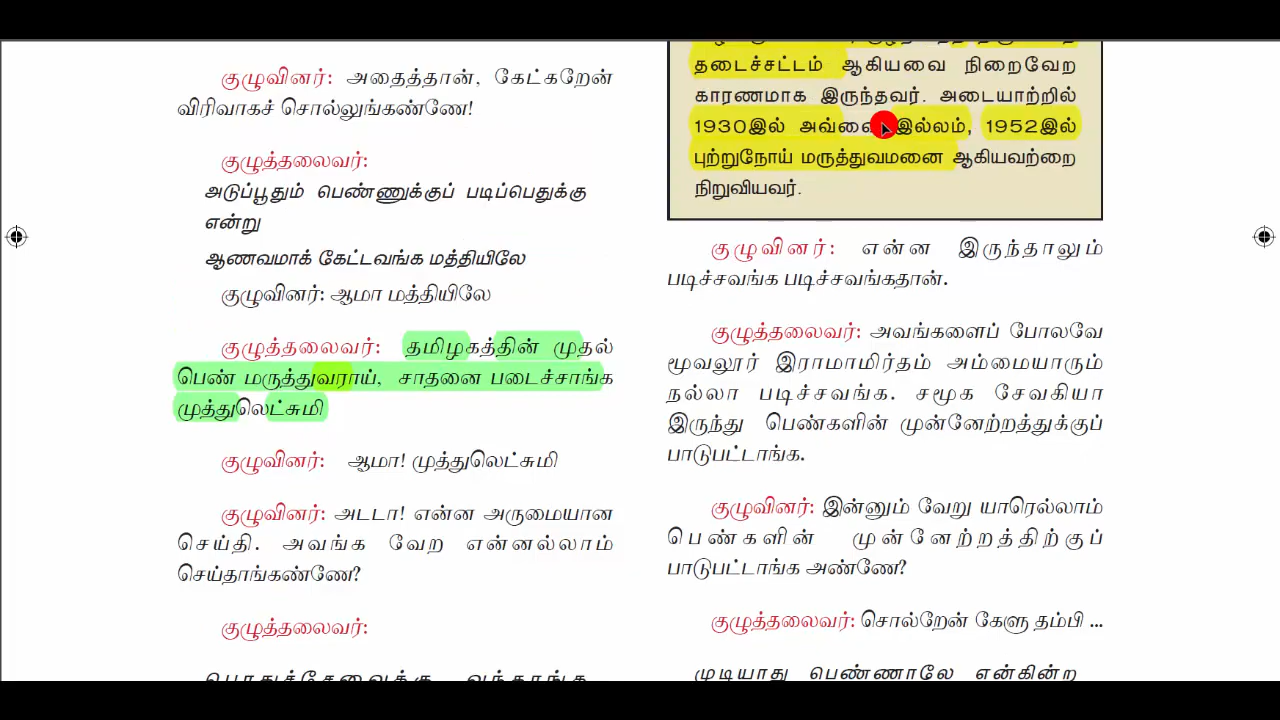 குழுவினர்: அதைத்தான், கேட்கறேன்
விரிவாகச் சொல்லுங்கண்ணே!
குழுத்தலைவர்:
அடுப்பூதும் பெண்ணுக்குப் படிப்பெதுக்கு
என்று
ஆணவமாக் கேட்டவங்க மத்தியிலே
குழுவினர்: ஆமா மத்தியிலே
குழுத்தலைவர்: தமிழகத்தின் முதல்
பெண் மருத்துவராய், சாதனை படைச்சாங்க
முத்துலெட்சுமி
குழுவினர்: ஆமா! முத்துலெட்சுமி
குழுவினர்: அடடா! என்ன அருமையான
செய்தி. அவங்க வேற என்னல்லாம்
செய்தாங்கண்ணே?
குழுத்தலைவர்:
தடைச்சட்டம் ஆகியவை நிறைவேற
காரணமாக இருந்தவர். அடையாற்றில்
1930இல் அவ்வை இல்லம், 1952இல்
புற்றுநோய் மருத்துவமனை ஆகியவற்றை
நிறுவியவர்.
குழுவினர்: என்ன இருந்தாலும்
படிச்சவங்க படிச்சவங்கதான்.
குழுத்தலைவர்: அவங்களைப் போலவே
மூவலூர் இராமாமிர்தம் அம்மையாரும்
நல்லா படிச்சவங்க. சமூக சேவகியா
இருந்து பெண்களின் முன்னேற்றத்துக்குப்
பாடுபட்டாங்க.
குழுவினர்: இன்னும் வேறு யாரெல்லாம்
பெண்களின் முன்னேற்றத்திற்குப்
பாடுபட்டாங்க அண்ணே?
குழுத்தலைவர்: சொல்றேன் கேளு தம்பி ...
முடியாது பெண்ணாலே என்கின்ற